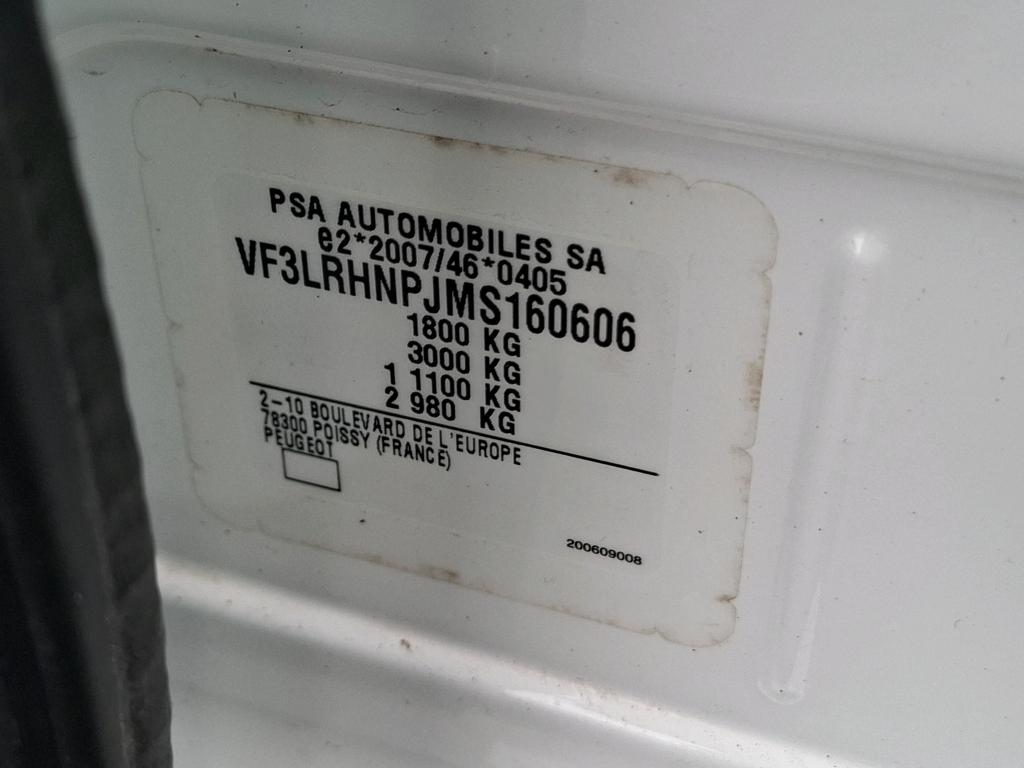 PSA AUTOMOBILES SA
e2*2007/46*0405
VF3LRHNPJMS160606
1800 KG
3000 KG
1 1100 KG
2 980 KG
2-10 BOULEVARD DE L'EUROPE
78300 POISSY (FRANCE)
PEUGEOT
200609008